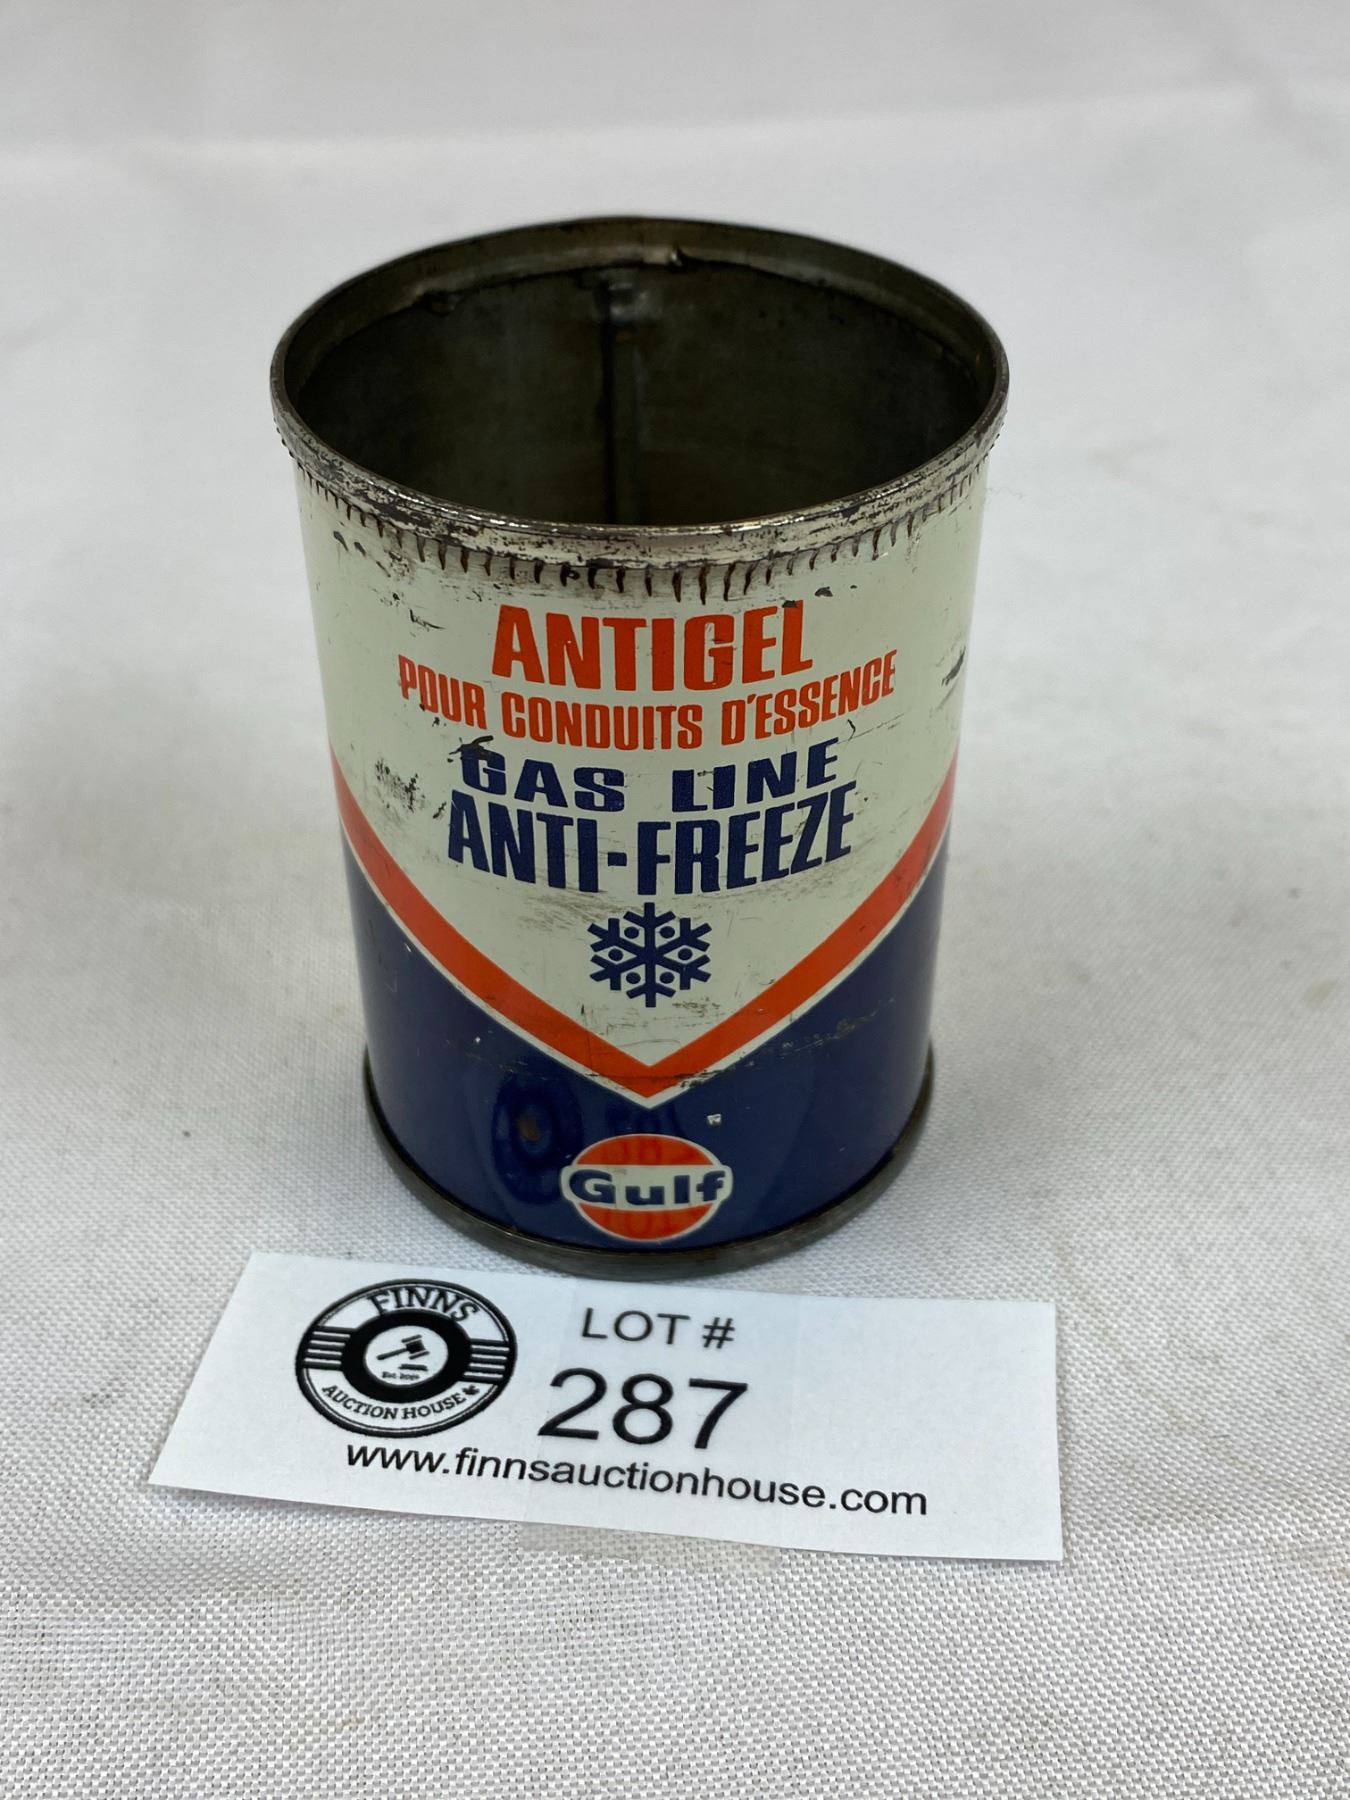 ANTIGEL
POUR CONDUITS D'ESSENCE
GAS LINE
ANTI-FREEZE
Gulf
FINNS
AUCTION HOUSE
LOT #
287
www.finnsauctionhouse.com